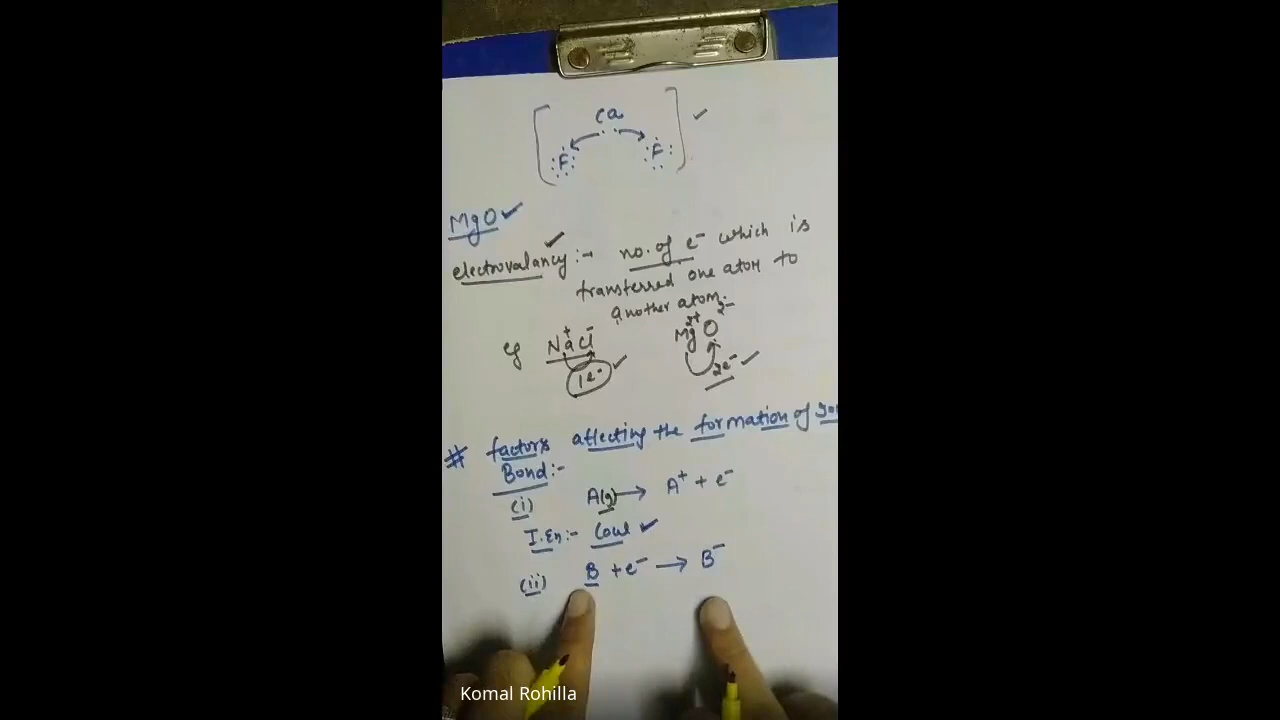 Ca
F F
MgO
electrovalancy:→ no. of e⁻ which is
transferred one atom to
another atom.
eg Na⁺Cl⁻ Mg²⁺O²⁻
1e⁻ 2e⁻
# factors affecting the formation of
Bond:-
(i) A(g) → A⁺ + e⁻
I.En:- low
(ii) B + e⁻ → B⁻
Komal Rohilla